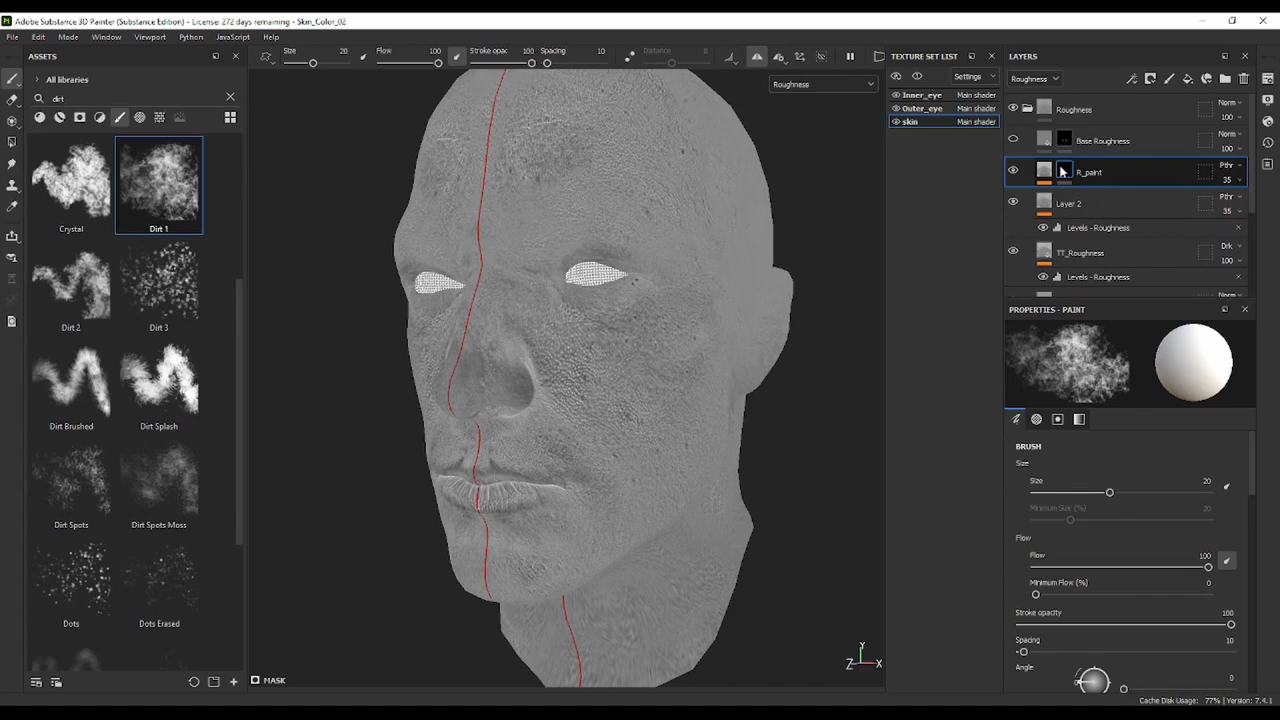 Adobe Substance 3D Painter (Substance Edition) - License: 272 days remaining - Skin_Color_02
File Edit Mode Window Viewport Python JavaScript Help
ASSETS
Size 20 Flow 100 Stroke opac 100 Spacing 10 Distance 8
TEXTURE SET LIST
LAYERS
All libraries
Settings
Roughness
Roughness
dirt
Inner_eye Main shader
Outer_eye Main shader
skin Main shader
Roughness Norm 100
Base Roughness Norm 100
R_paint Pthr 35
Layer 2 Pthr 35
Levels - Roughness
TT_Roughness Drk 100
Levels - Roughness
Norm
Crystal Dirt 1
Dirt 2 Dirt 3
Dirt Brushed Dirt Splash
Dirt Spots Dirt Spots Moss
Dots Dots Erased
PROPERTIES - PAINT
BRUSH
Size
Size 20
Minimum Size (%) 20
Flow
Flow 100
Minimum Flow (%) 0
Stroke opacity 100
Spacing 10
Angle 0
MASK
Y
Z X
Cache Disk Usage: 77% | Version: 7.4.1